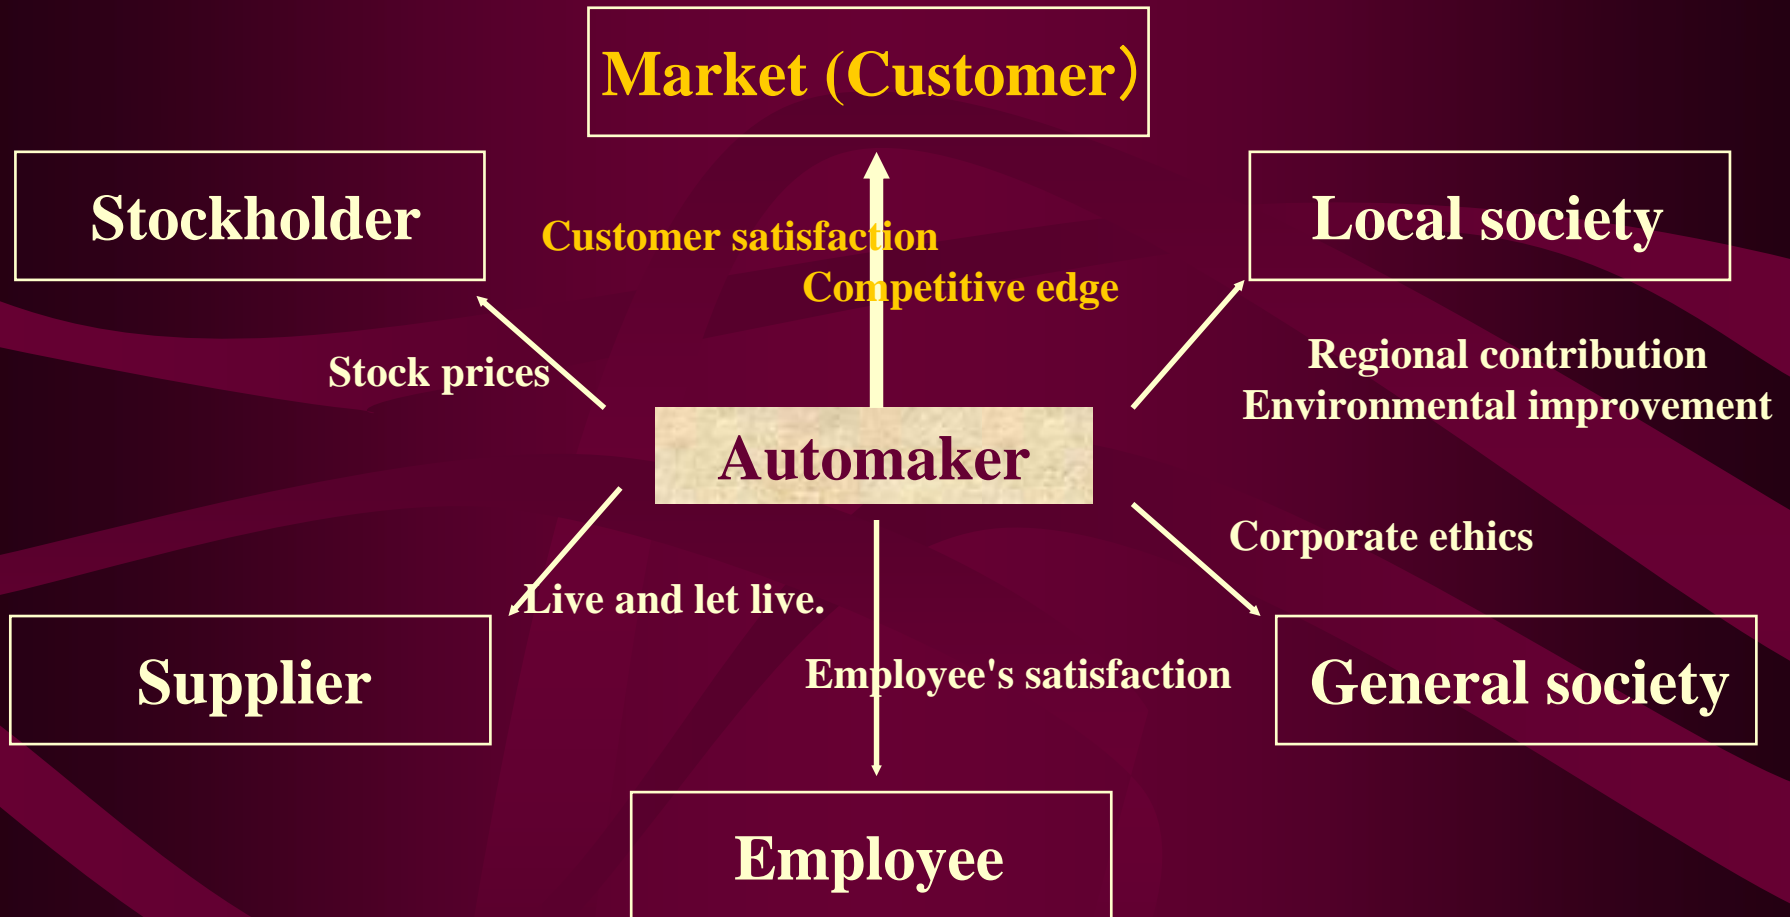 Market (Customer）
Stockholder
Local society
Customer satisfaction
Competitive edge
Stock prices
Regional contribution
Environmental improvement
Automaker
Corporate ethics
Live and let live.
Supplier
Employee's satisfaction
General society
Employee